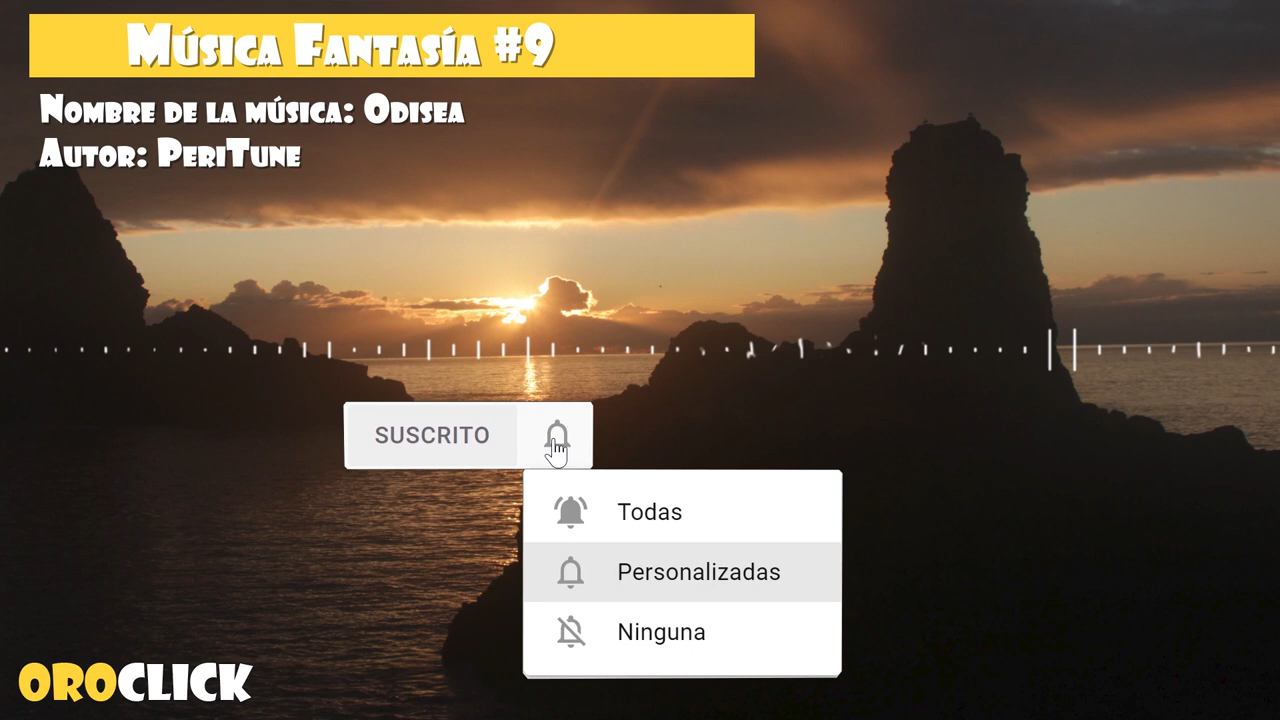 Música Fantasía #9
Nombre de la música: Odisea
Autor: PeriTune
SUSCRITO
Todas
Personalizadas
Ninguna
OROCLICK